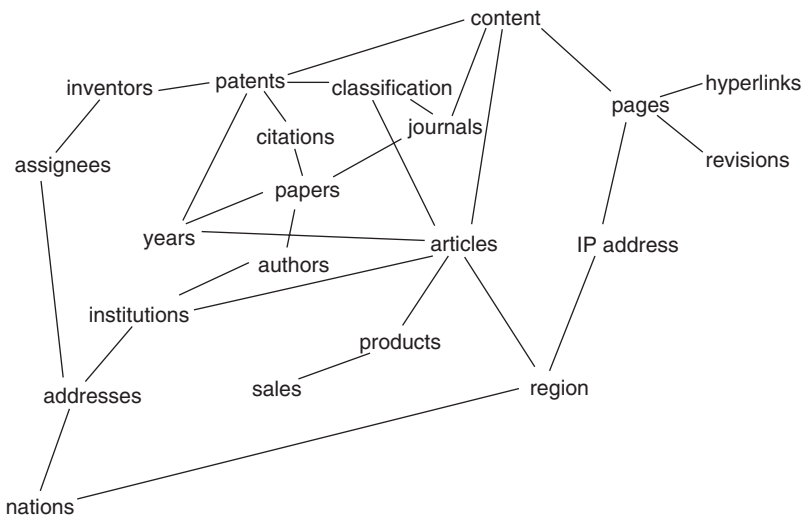 content
inventors
patents
classification
hyperlinks
pages
citations
journals
assignees
revisions
papers
years
articles
IP address
authors
institutions
products
addresses
sales
region
nations